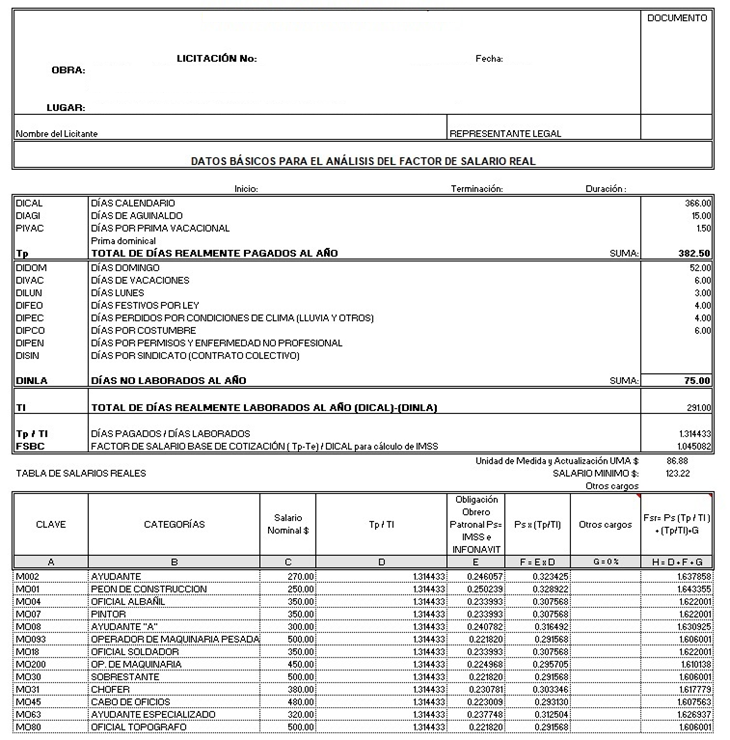 DOCUMENTO
LICITACIÓN No:
Fecha:
OBRA:
LUGAR:
Nombre del Licitante
REPRESENTANTE LEGAL
DATOS BÁSICOS PARA EL ANÁLISIS DEL FACTOR DE SALARIO REAL
Inicio: Terminación: Duración :
DICAL DÍAS CALENDARIO 366.00
DIAGI DÍAS DE AGUINALDO 15.00
PIVAC DÍAS POR PRIMA VACACIONAL 1.50
Prima dominical
Tp TOTAL DE DÍAS REALMENTE PAGADOS AL AÑO SUMA: 382.50
DIDOM DÍAS DOMINGO 52.00
DIVAC DÍAS DE VACACIONES 6.00
DILUN DÍAS LUNES 3.00
DIFEO DÍAS FESTIVOS POR LEY 4.00
DIPEC DÍAS PERDIDOS POR CONDICIONES DE CLIMA (LLUVIA Y OTROS) 4.00
DIPCO DÍAS POR COSTUMBRE 6.00
DIPEN DÍAS POR PERMISOS Y ENFERMEDAD NO PROFESIONAL
DISIN DÍAS POR SINDICATO (CONTRATO COLECTIVO)
DINLA DÍAS NO LABORADOS AL AÑO SUMA: 75.00
TI TOTAL DE DÍAS REALMENTE LABORADOS AL AÑO (DICAL)-(DINLA) 291.00
Tp / TI DÍAS PAGADOS / DÍAS LABORADOS 1.314433
FSBC FACTOR DE SALARIO BASE DE COTIZACIÓN ( Tp-Te) / DICAL para cálculo de IMSS 1.045082
Unidad de Medida y Actualización UMA $ 86.88
TABLA DE SALARIOS REALES SALARIO MINIMO $: 123.22
Otros cargos
CLAVE
CATEGORÍAS
Salario
Nominal $
Tp / TI
Obligación
Obrero
Patronal Ps=
IMSS e
INFONAVIT
Ps x (Tp/TI)
Otros cargos
Fsr= Ps (Tp / TI )
+ (Tp/TI)+G
A B C D E F = E x D G = 0 % H = D + F + G
MO02 AYUDANTE 270.00 1.314433 0.246057 0.323425 1.637858
MO01 PEON DE CONSTRUCCION 250.00 1.314433 0.250239 0.328922 1.643355
MO04 OFICIAL ALBAÑIL 350.00 1.314433 0.233993 0.307568 1.622001
MO07 PINTOR 350.00 1.314433 0.233993 0.307568 1.622001
MO08 AYUDANTE "A" 300.00 1.314433 0.240782 0.316492 1.630925
MO093 OPERADOR DE MAQUINARIA PESADA 500.00 1.314433 0.221820 0.291568 1.606001
MO18 OFICIAL SOLDADOR 350.00 1.314433 0.233993 0.307568 1.622001
MO200 OP. DE MAQUINARIA 450.00 1.314433 0.224968 0.295705 1.610138
MO30 SOBRESTANTE 500.00 1.314433 0.221820 0.291568 1.606001
MO31 CHOFER 380.00 1.314433 0.230781 0.303346 1.617779
MO45 CABO DE OFICIOS 480.00 1.314433 0.223009 0.293130 1.607563
MO63 AYUDANTE ESPECIALIZADO 320.00 1.314433 0.237748 0.312504 1.626937
MO80 OFICIAL TOPOGRAFO 500.00 1.314433 0.221820 0.291568 1.606001